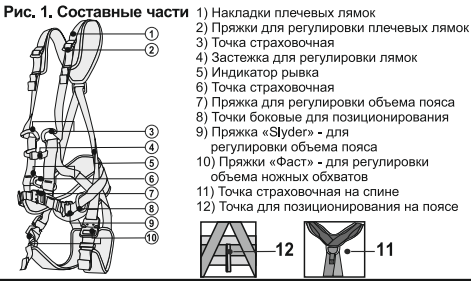 Рис. 1. Составные части
1) Накладки плечевых лямок
2) Пряжки для регулировки плечевых лямок
3) Точка страховочная
4) Застежка для регулировки лямок
5) Индикатор рывка
6) Точка страховочная
7) Пряжка для регулировки объема пояса
8) Точки боковые для позиционирования
9) Пряжка «Slyder» - для
регулировки объема пояса
10) Пряжки «Фаст» - для регулировки
объема ножных обхватов
11) Точка страховочная на спине
12) Точка для позиционирования на поясе
1
2
3
4
5
6
7
8
9
10
12
11